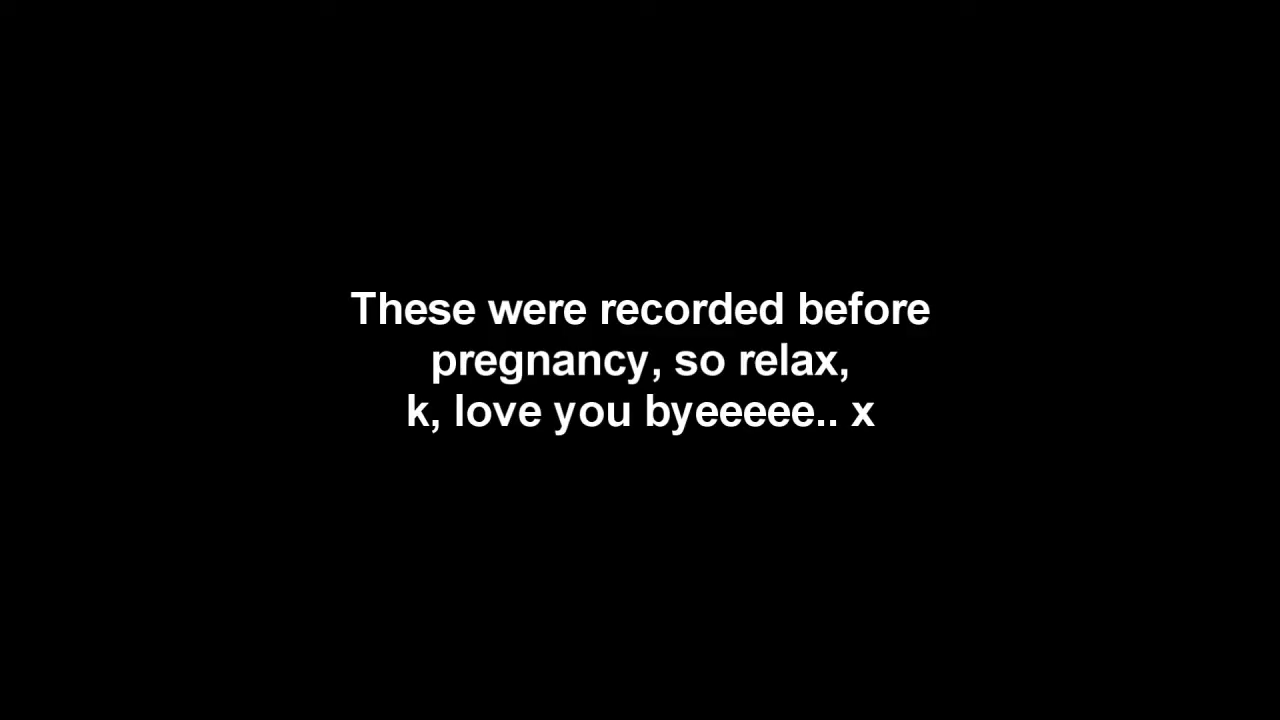 These were recorded before
pregnancy, so relax,
k, love you byeeeee.. x